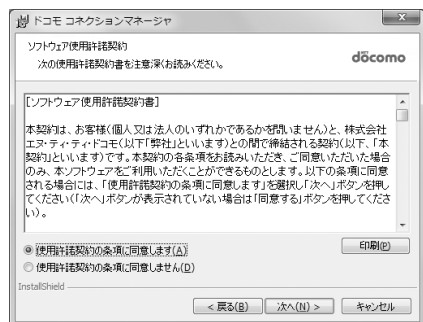 ドコモ コネクションマネージャ
ソフトウェア使用許諾契約
次の使用許諾契約書を注意深くお読みください。
döcomo
[ソフトウェア使用許諾契約書]
本契約は、お客様(個人又は法人のいずれかであるかを問いません)と、株式会社
エヌ・ティ・ティ・ドコモ(以下「弊社」といいます)との間で締結される契約(以下、「本
契約」といいます)です。本契約の各条項をお読みいただき、ご同意いただいた場合
のみ、本ソフトウェアをご利用いただくことができるものとします。以下の条項に同意
される場合には、「使用許諾契約の条項に同意します」を選択し「次へ」ボタンを押し
てください(「次へ」ボタンが表示されていない場合は「同意する」ボタンを押してくださ
い)。
使用許諾契約の条項に同意します(A)
印刷(P)
使用許諾契約の条項に同意しません(D)
InstallShield
< 戻る(B)
次へ(N) >
キャンセル